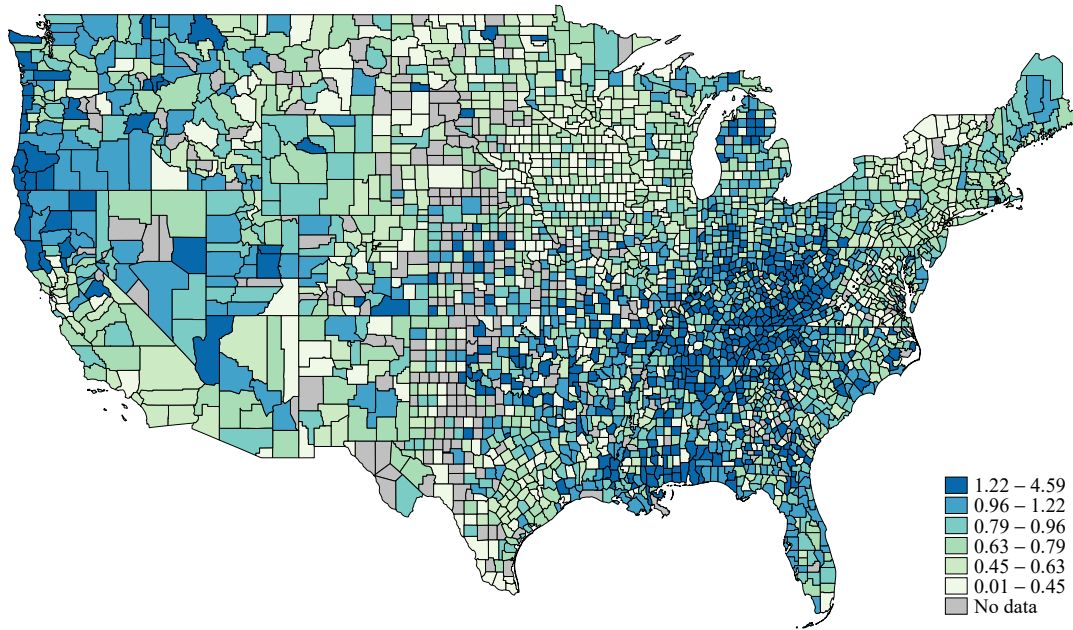 1.22 – 4.59
0.96 – 1.22
0.79 – 0.96
0.63 – 0.79
0.45 – 0.63
0.01 – 0.45
No data